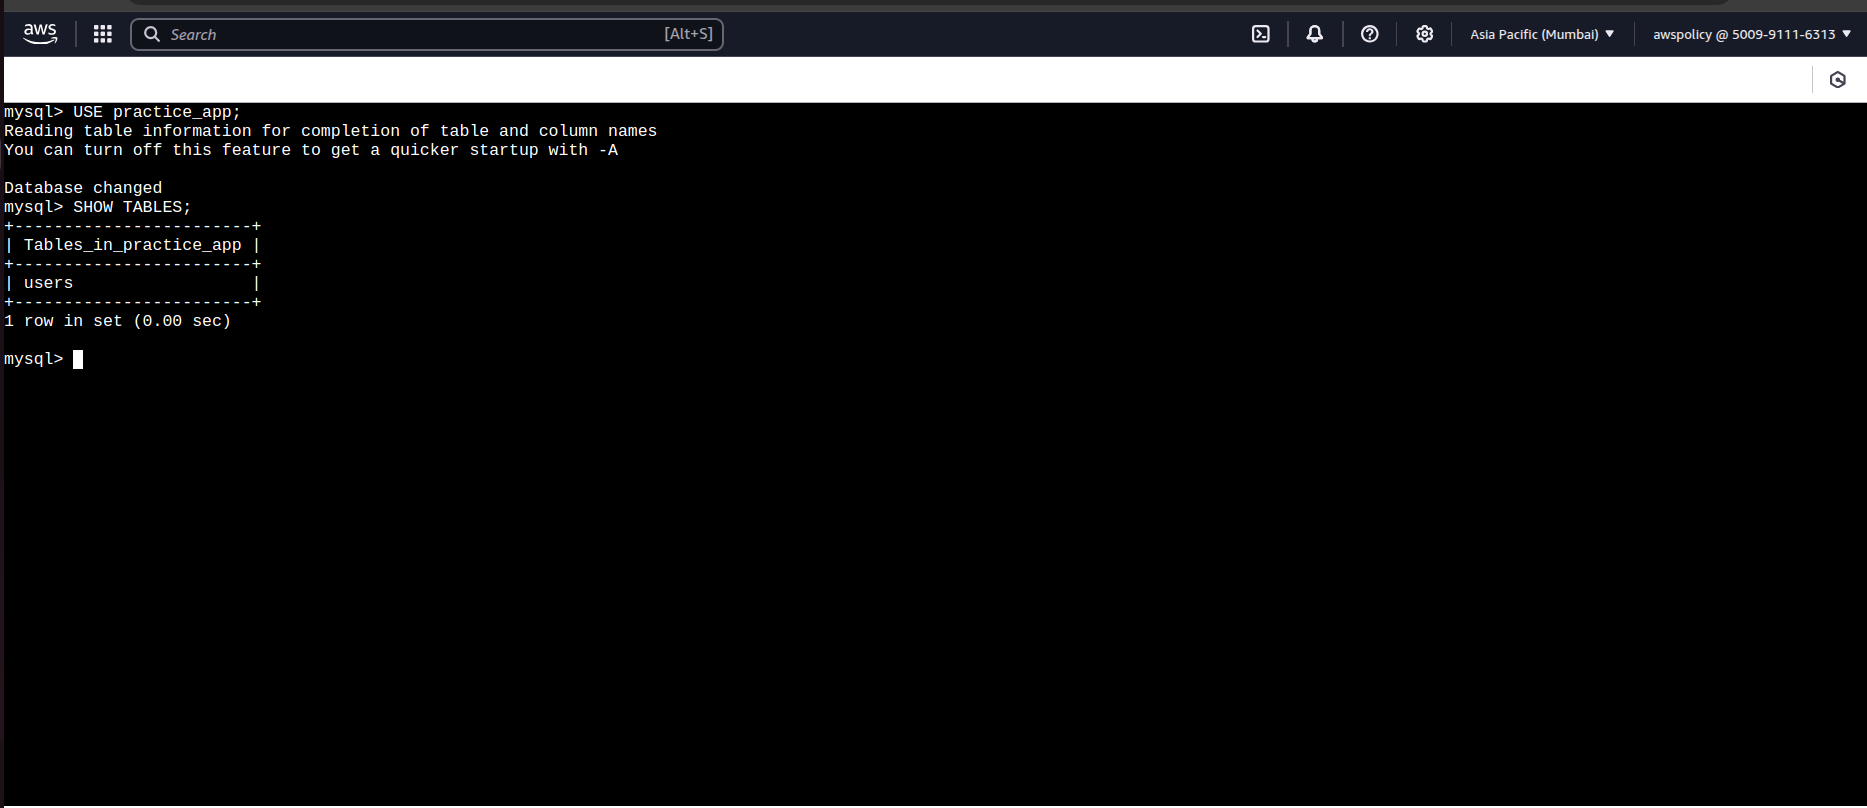 aws
Search [Alt+S]
Asia Pacific (Mumbai) ▼
awspolicy @ 5009-9111-6313 ▼
mysql> USE practice_app;
Reading table information for completion of table and column names
You can turn off this feature to get a quicker startup with -A
Database changed
mysql> SHOW TABLES;
+------------------------+
| Tables_in_practice_app |
+------------------------+
| users                  |
+------------------------+
1 row in set (0.00 sec)
mysql>